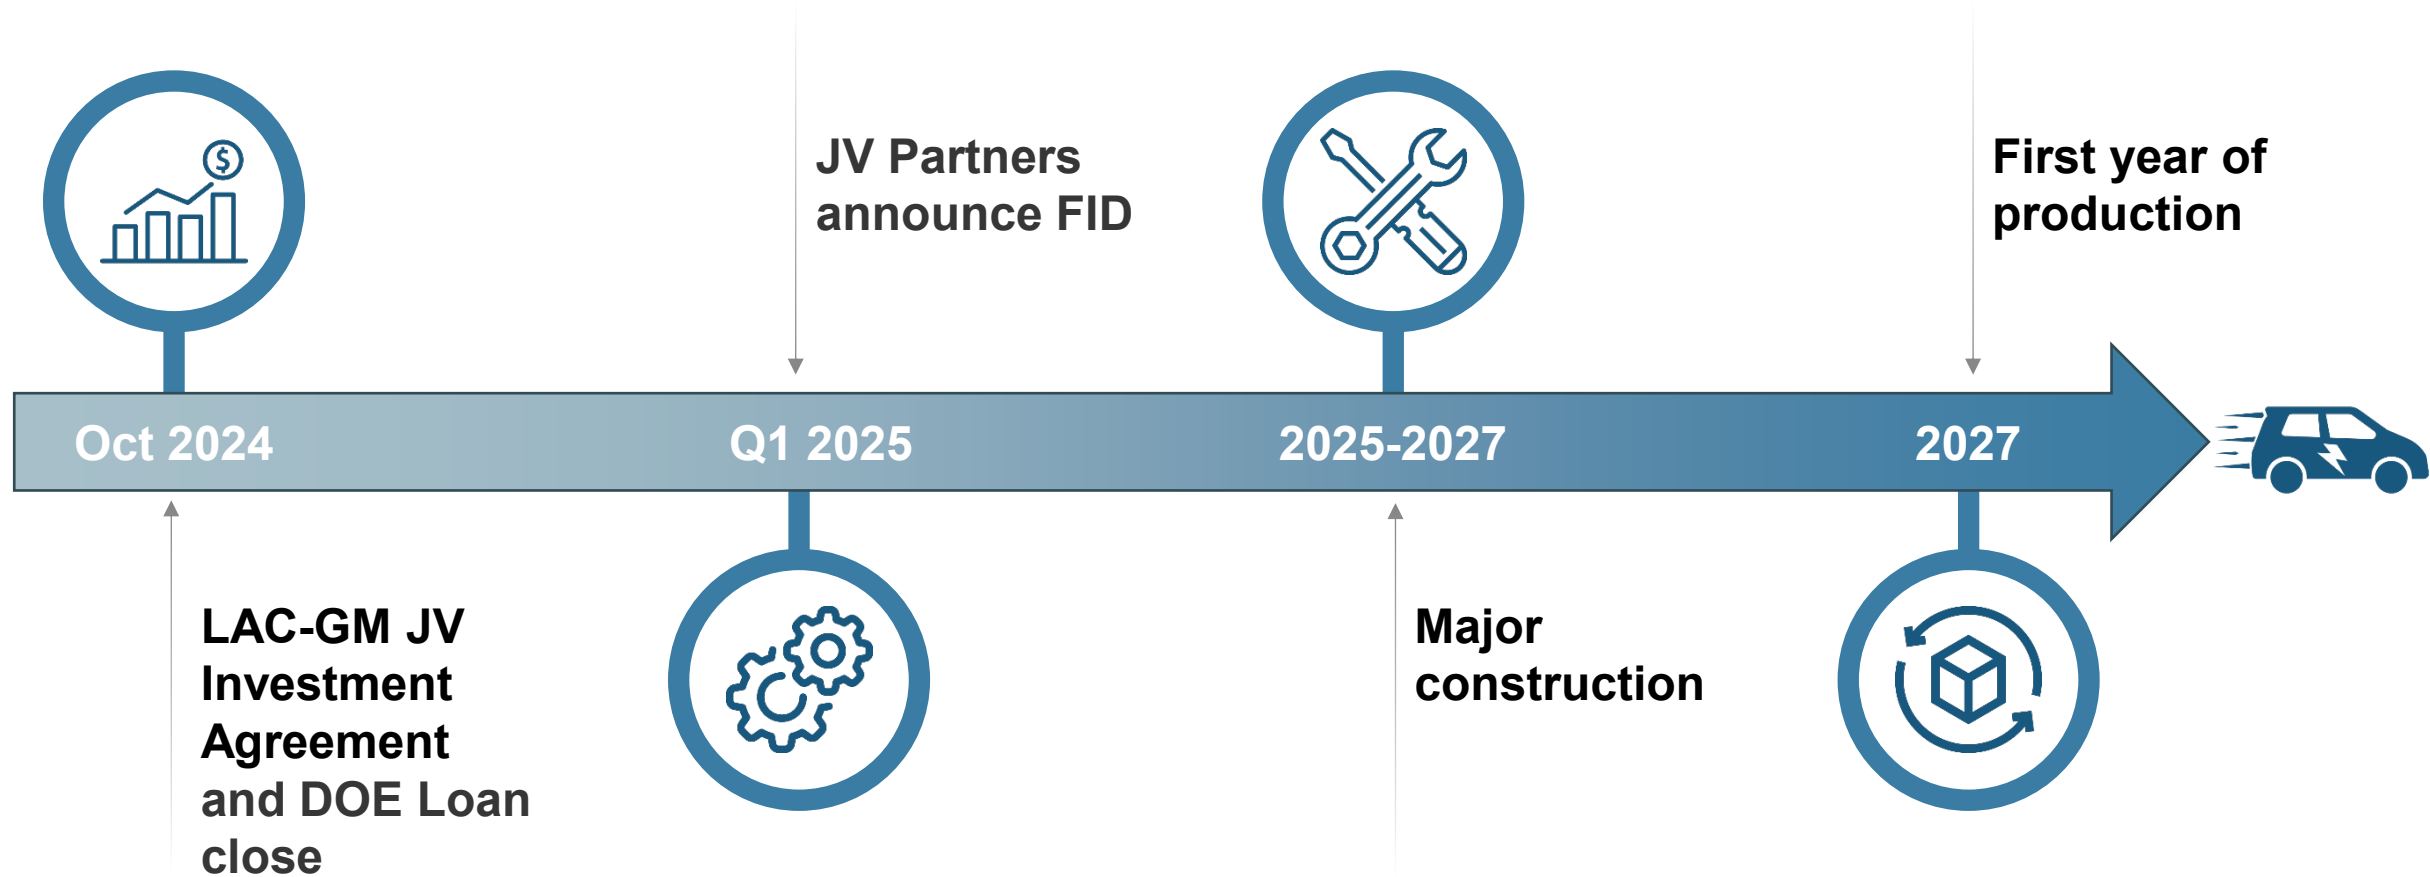 $
JV Partners
announce FID
First year of
production
Oct 2024
Q1 2025
2025-2027
2027
LAC-GM JV
Investment
Agreement
and DOE Loan
close
Major
construction